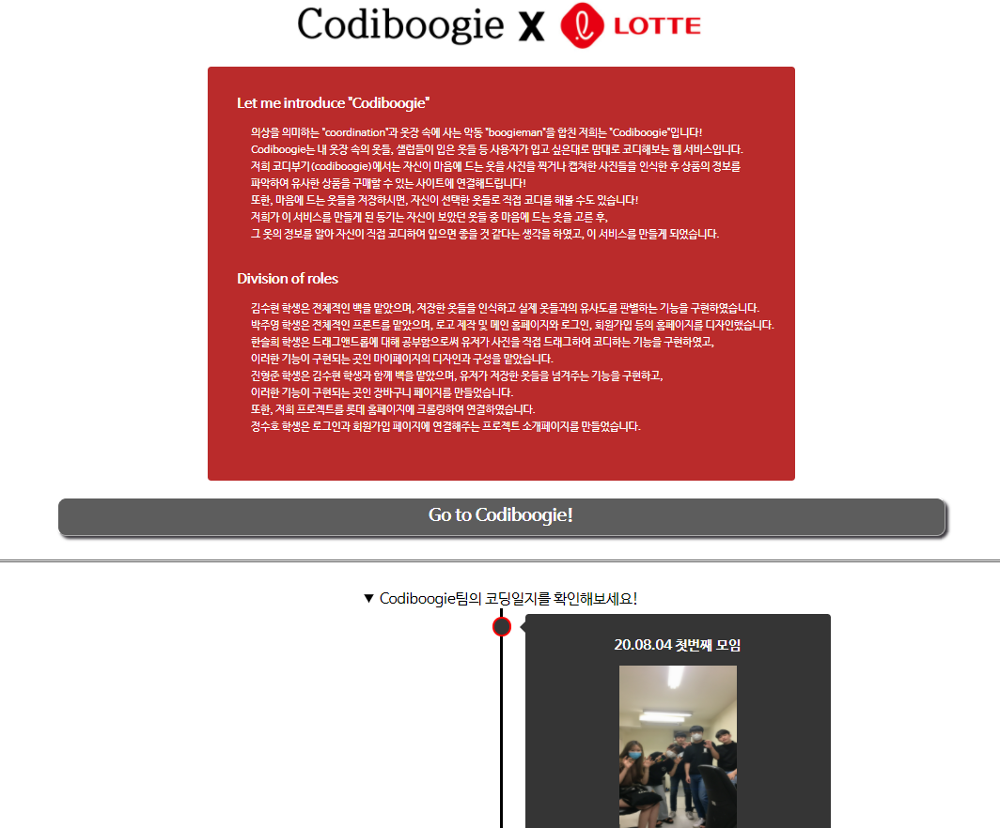 Codiboogie X LOTTE
Let me introduce "Codiboogie"
의상을 의미하는 "coordination"과 옷장 속에 사는 악동 "boogieman"을 합친 저희는 "Codiboogie"입니다!
Codiboogie는 내 옷장 속의 옷들, 샐럽들이 입은 옷들 등 사용자가 입고 싶은대로 맘대로 코디해보는 웹 서비스입니다.
저희 코디부기(codiboogie)에서는 자신이 마음에 드는 옷을 사진을 찍거나 캡쳐한 사진들을 인식한 후 상품의 정보를
파악하여 유사한 상품을 구매할 수 있는 사이트에 연결해드립니다!
또한, 마음에 드는 옷들을 저장하시면, 자신이 선택한 옷들로 직접 코디를 해볼 수도 있습니다!
저희가 이 서비스를 만들게 된 동기는 자신이 보았던 옷들 중 마음에 드는 옷을 고른 후,
그 옷의 정보를 알아 자신이 직접 코디하여 입으면 좋을 것 같다는 생각을 하였고, 이 서비스를 만들게 되었습니다.
Division of roles
김수현 학생은 전체적인 백을 맡았으며, 저장한 옷들을 인식하고 실제 옷들과의 유사도를 판별하는 기능을 구현하였습니다.
박주영 학생은 전체적인 프론트를 맡았으며, 로고 제작 및 메인 홈페이지와 로그인, 회원가입 등의 홈페이지를 디자인했습니다.
한슬희 학생은 드래그앤드롭에 대해 공부함으로써 유저가 사진을 직접 드래그하여 코디하는 기능을 구현하였고,
이러한 기능이 구현되는 곳인 마이페이지의 디자인과 구성을 맡았습니다.
진형준 학생은 김수현 학생과 함께 백을 맡았으며, 유저가 저장한 옷들을 넘겨주는 기능을 구현하고,
이러한 기능이 구현되는 곳인 장바구니 페이지를 만들었습니다.
또한, 저희 프로젝트를 롯데 홈페이지에 크롤링하여 연결하였습니다.
정수호 학생은 로그인과 회원가입 페이지에 연결해주는 프로젝트 소개페이지를 만들었습니다.
Go to Codiboogie!
▼ Codiboogie팀의 코딩일지를 확인해보세요!
20.08.04 첫번째 모임